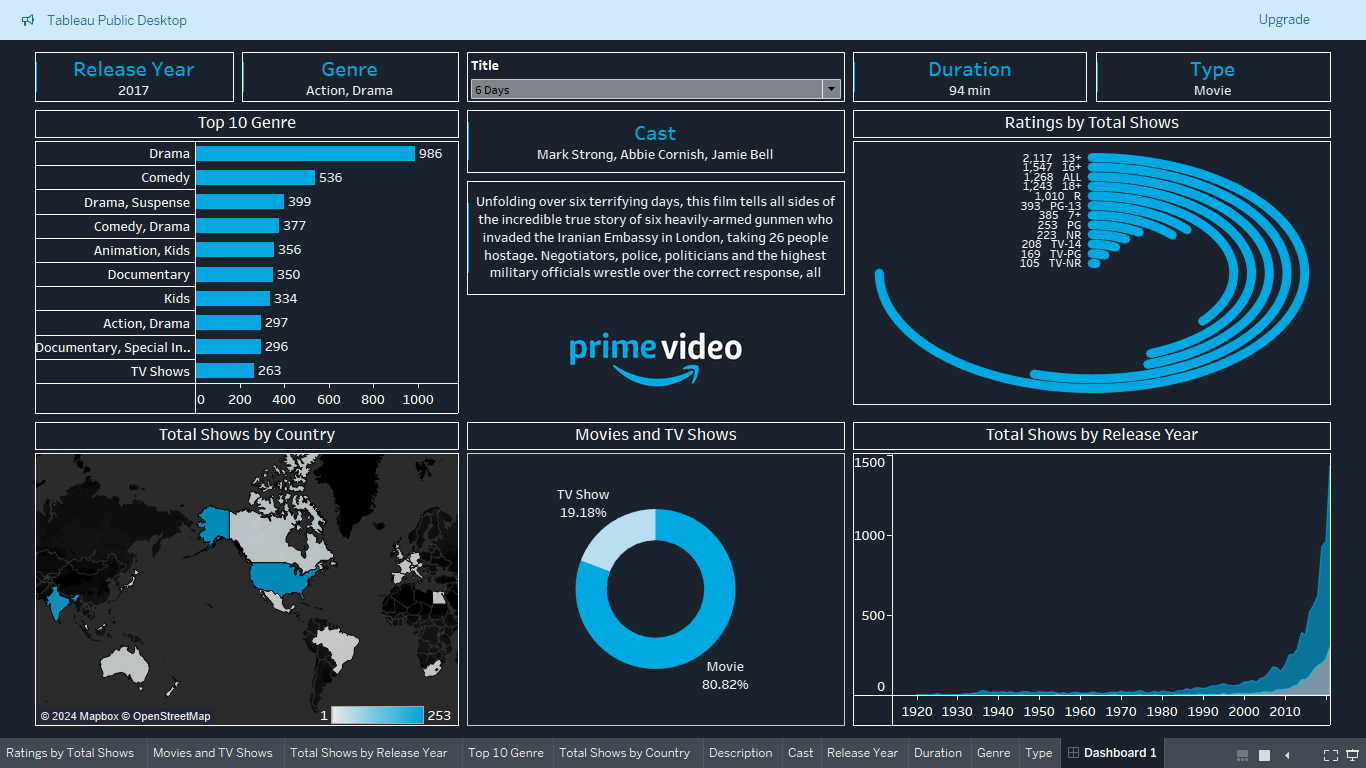 Tableau Public Desktop
Upgrade
Release Year
2017
Genre
Action, Drama
Title
6 Days
Duration
94 min
Type
Movie
Top 10 Genre
Drama 986
Comedy 536
Drama, Suspense 399
Comedy, Drama 377
Animation, Kids 356
Documentary 350
Kids 334
Action, Drama 297
Documentary, Special In.. 296
TV Shows 263
0 200 400 600 800 1000
Cast
Mark Strong, Abbie Cornish, Jamie Bell
Unfolding over six terrifying days, this film tells all sides of
the incredible true story of six heavily-armed gunmen who
invaded the Iranian Embassy in London, taking 26 people
hostage. Negotiators, police, politicians and the highest
military officials wrestle over the correct response, all
prime video
Ratings by Total Shows
2,117 13+
1,547 16+
1,268 ALL
1,243 18+
1,010 R
393 PG-13
385 7+
253 PG
223 NR
208 TV-14
169 TV-PG
105 TV-NR
Total Shows by Country
© 2024 Mapbox © OpenStreetMap
1 253
Movies and TV Shows
TV Show
19.18%
Movie
80.82%
Total Shows by Release Year
1500
1000
500
0
1920 1930 1940 1950 1960 1970 1980 1990 2000 2010
Ratings by Total Shows
Movies and TV Shows
Total Shows by Release Year
Top 10 Genre
Total Shows by Country
Description
Cast
Release Year
Duration
Genre
Type
Dashboard 1